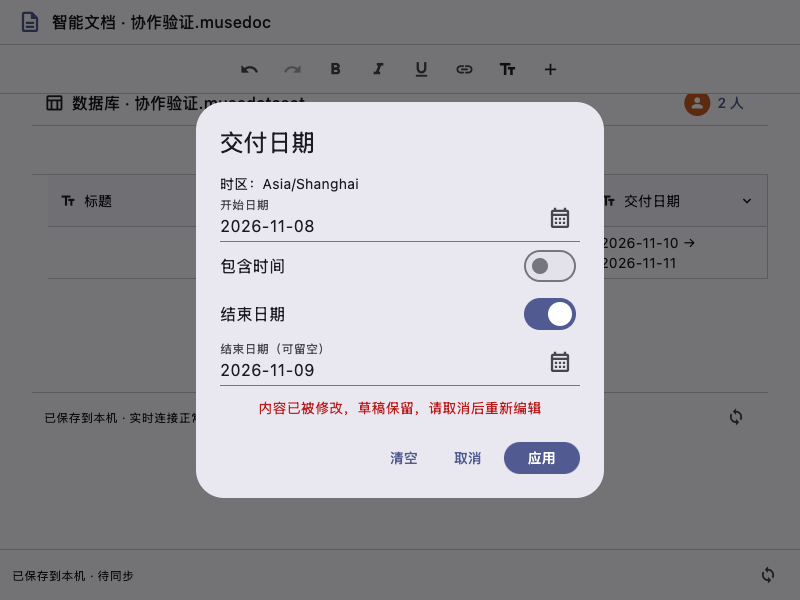 智能文档 · 协作验证.musedoc
B I U Tr +
数据库 · 协作验证.musedataset
2 人
Tr 标题
Tr 交付日期
2026-11-10 →
2026-11-11
交付日期
时区：Asia/Shanghai
开始日期
2026-11-08
包含时间
结束日期
结束日期（可留空）
2026-11-09
内容已被修改，草稿保留，请取消后重新编辑
清空 取消 应用
已保存到本机 · 实时连接正常
已保存到本机 · 待同步